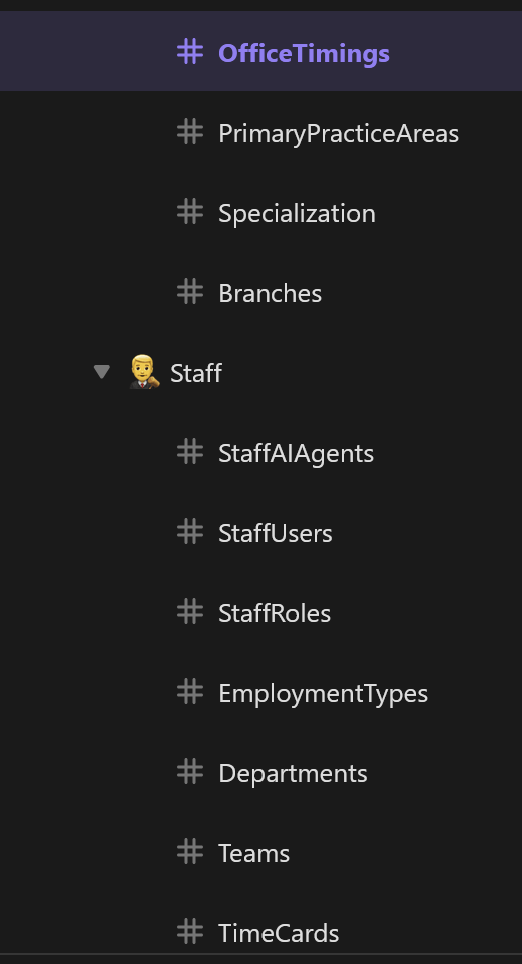 OfficeTimings
PrimaryPracticeAreas
Specialization
Branches
Staff
StaffAIAgents
StaffUsers
StaffRoles
EmploymentTypes
Departments
Teams
TimeCards